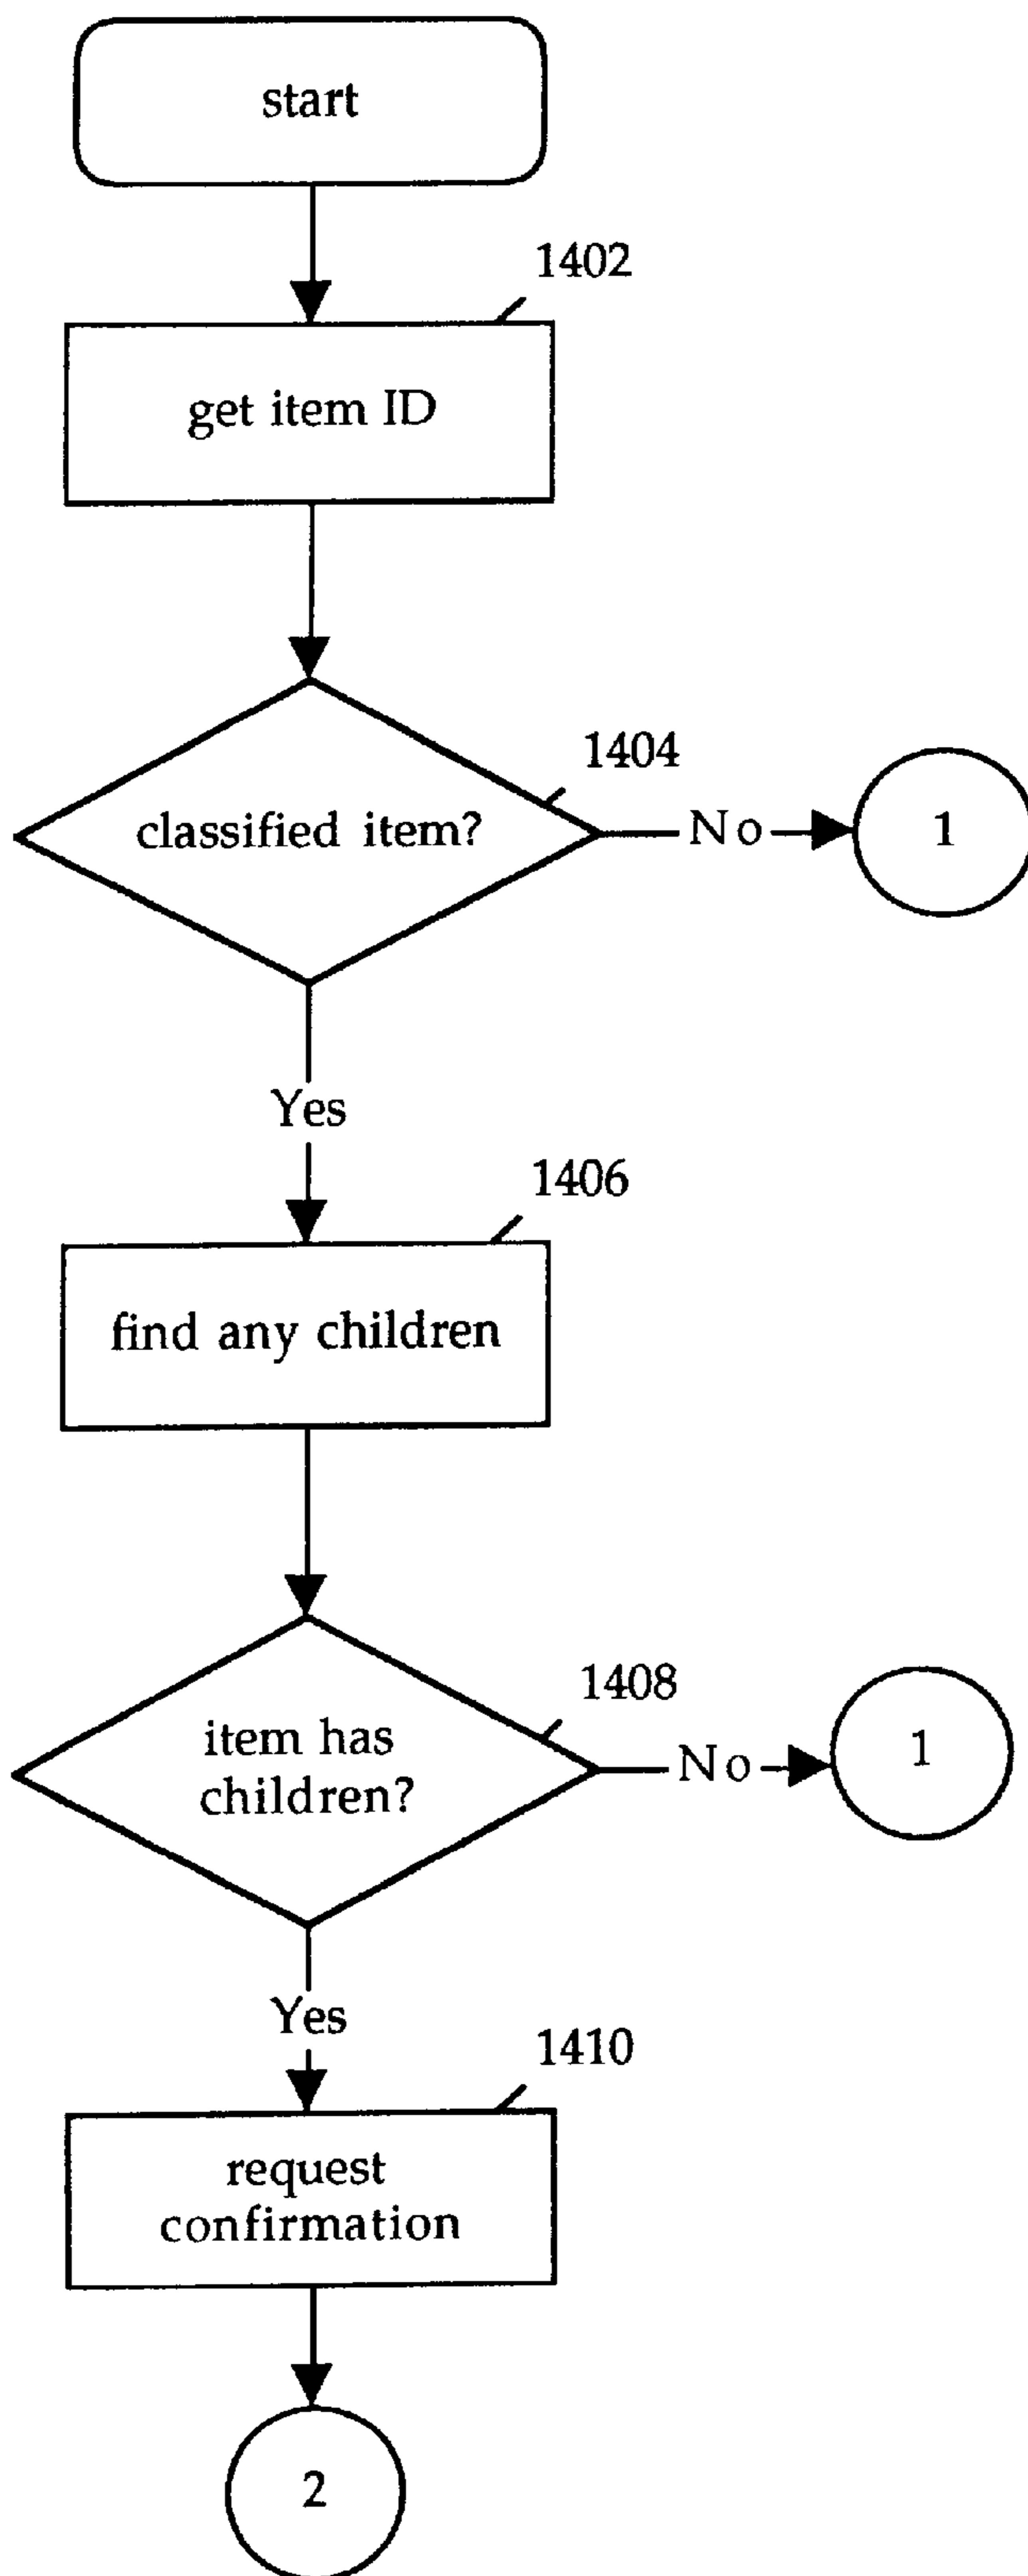 start
1402
get item ID
1404
classified item?
No
1
Yes
1406
find any children
1408
item has
children?
No
1
Yes
1410
request
confirmation
2